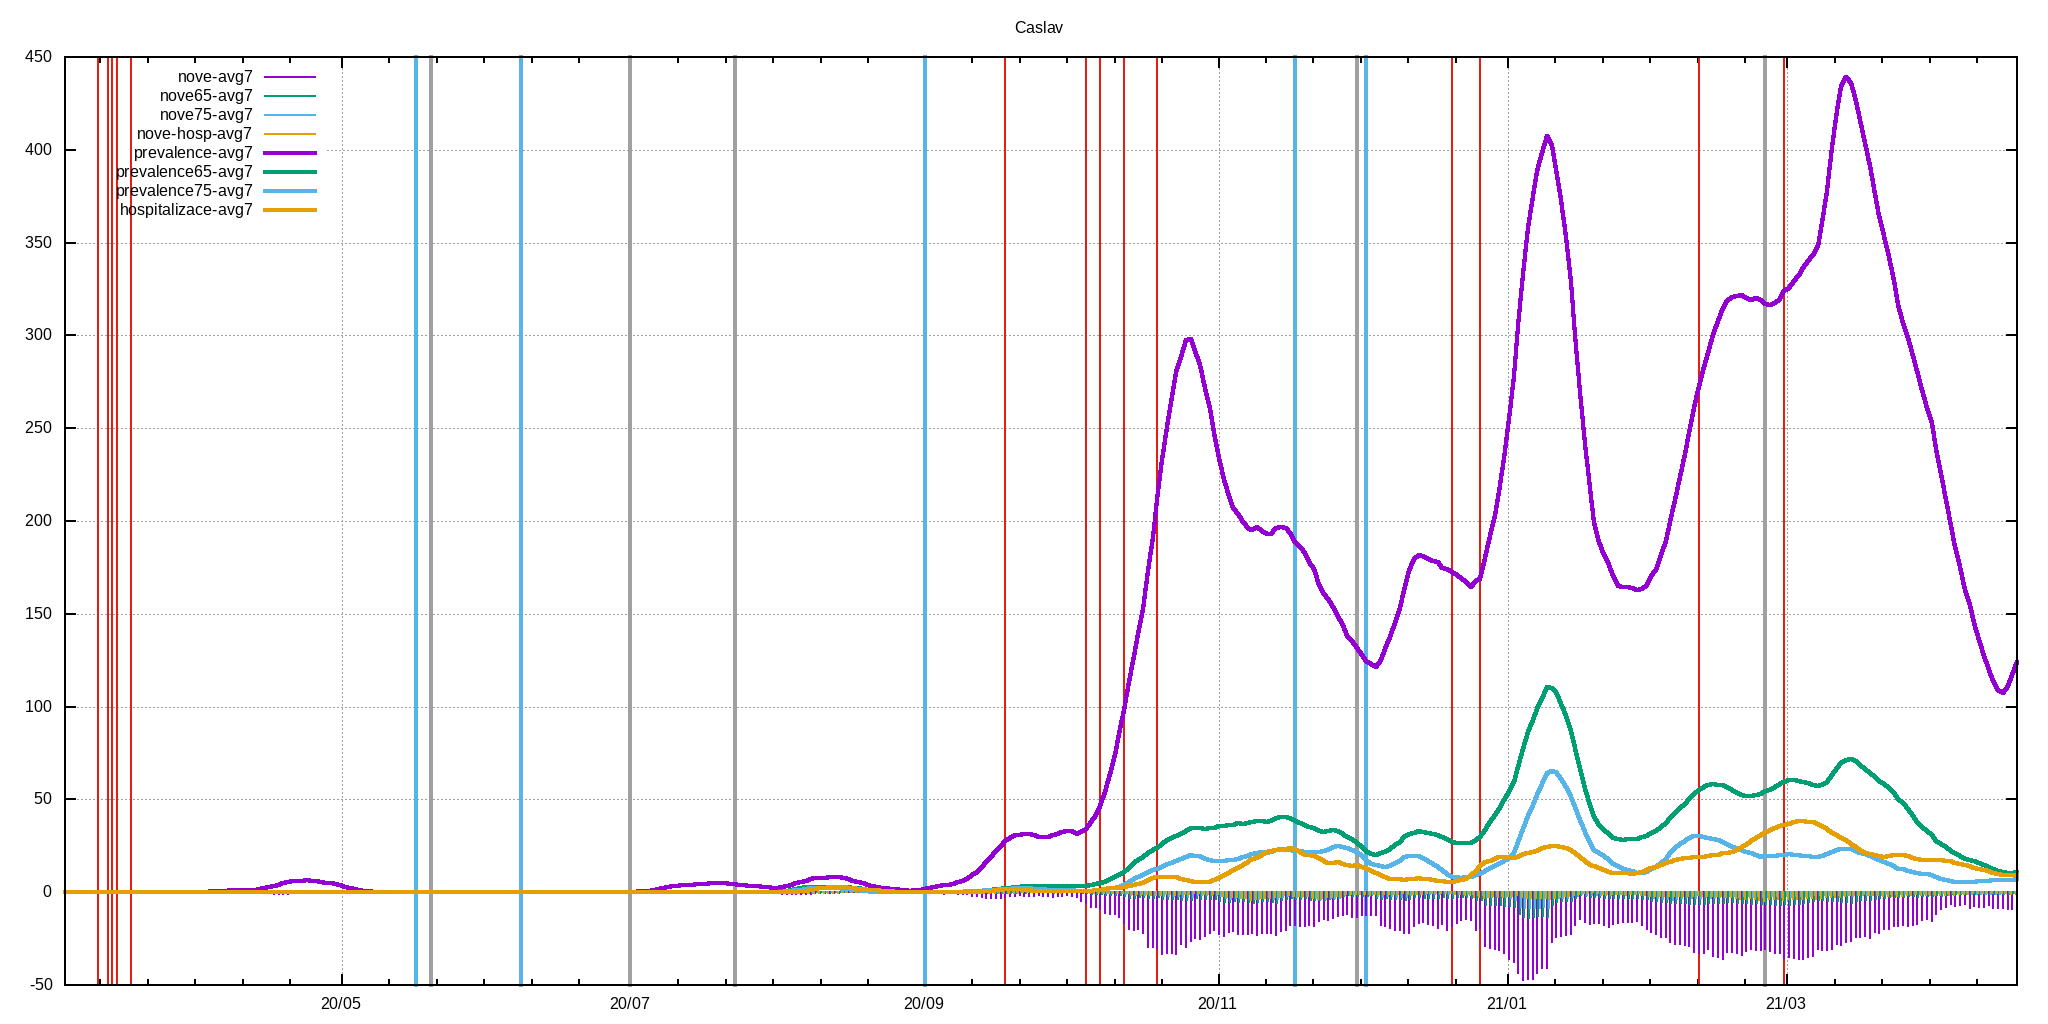 Caslav
450
400
350
300
250
200
150
100
50
0
-50
nove-avg7
nove65-avg7
nove75-avg7
nove-hosp-avg7
prevalence-avg7
prevalence65-avg7
prevalence75-avg7
hospitalizace-avg7
20/05
20/07
20/09
20/11
21/01
21/03